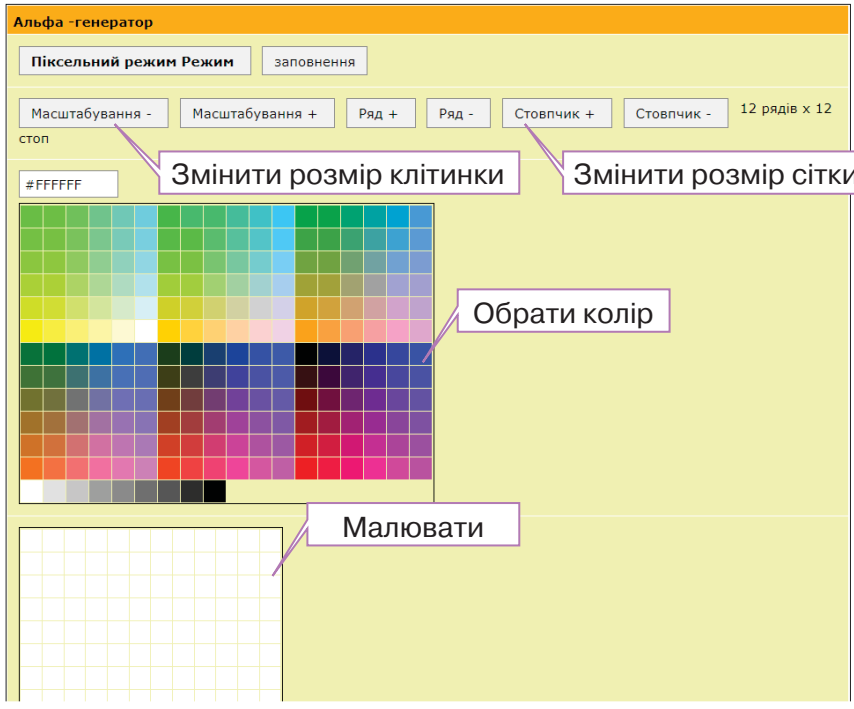 Альфа -генератор
Піксельний режим Режим заповнення
Масштабування - Масштабування + Ряд + Ряд - Стовпчик + Стовпчик - 12 рядів x 12
стоп
Змінити розмір клітинки Змінити розмір сітки
#FFFFFF
Обрати колір
Малювати